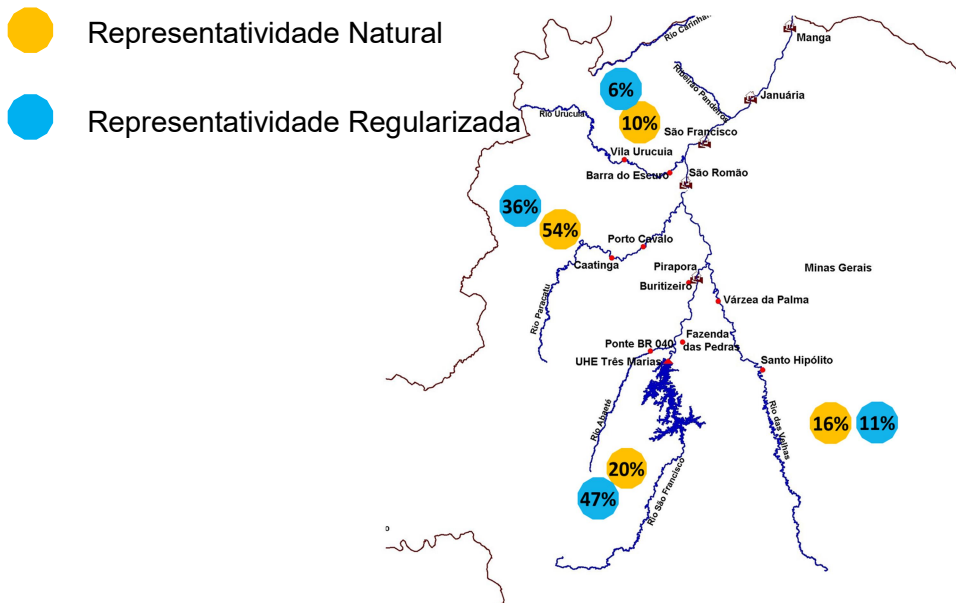 Representatividade Natural
Representatividade Regularizada
Rio Carinhan
Manga
Ribeirão Pandeiros
Januária
6%
10%
Rio Urucuia
São Francisco
Vila Urucuia
Barra do Escuro
São Romão
36%
54%
Porto Cavalo
Caatinga
Pirapora
Minas Gerais
Buritizeiro
Várzea da Palma
Rio Paracatu
Ponte BR 040
Fazenda
das Pedras
UHE Três Marias
Santo Hipólito
Rio Abaeté
Rio das Velhas
16%
11%
20%
47%
Rio São Francisco